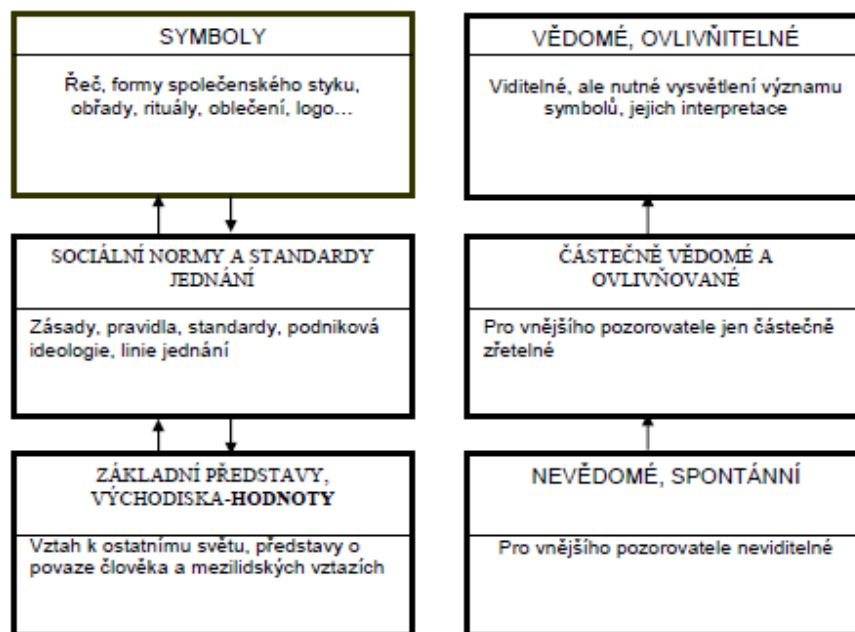 SYMBOLY
Řeč, formy společenského styku,
obřady, rituály, oblečení, logo…
VĚDOMÉ, OVLIVŇITELNÉ
Viditelné, ale nutné vysvětlení významu
symbolů, jejich interpretace
SOCIÁLNÍ NORMY A STANDARDY
JEDNÁNÍ
Zásady, pravidla, standardy, podniková
ideologie, linie jednání
ČÁSTEČNĚ VĚDOMÉ A
OVLIVŇOVANÉ
Pro vnějšího pozorovatele jen částečně
zřetelné
ZÁKLADNÍ PŘEDSTAVY,
VÝCHODISKA-HODNOTY
Vztah k ostatnímu světu, představy o
povaze člověka a mezilidských vztazích
NEVĚDOMÉ, SPONTÁNNÍ
Pro vnějšího pozorovatele neviditelné